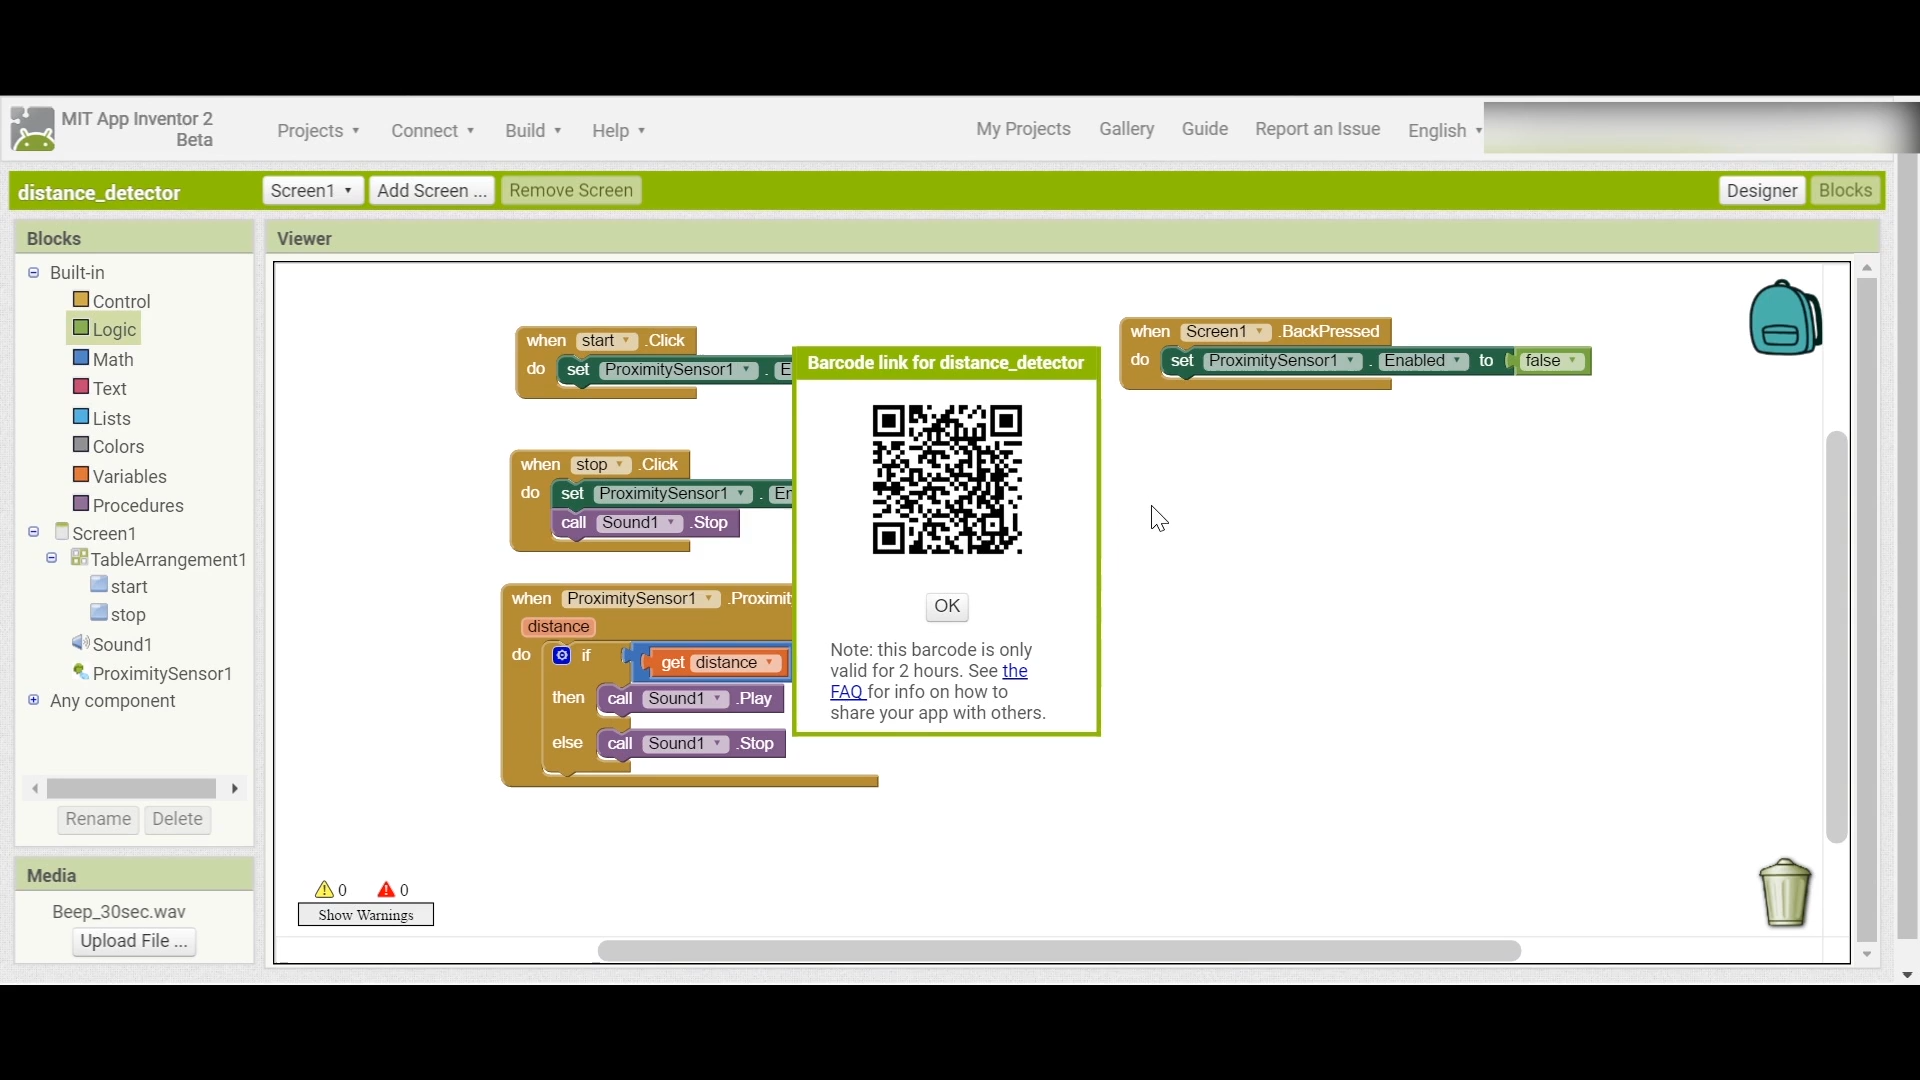 MIT App Inventor 2
Beta
Projects
Connect
Build
Help
My Projects
Gallery
Guide
Report an Issue
English
distance_detector
Screen1
Add Screen ...
Remove Screen
Designer
Blocks
Blocks
Built-in
Control
Logic
Math
Text
Lists
Colors
Variables
Procedures
Screen1
TableArrangement1
start
stop
Sound1
ProximitySensor1
Any component
Rename
Delete
Media
Beep_30sec.wav
Upload File ...
Viewer
when start .Click
do set ProximitySensor1 . E
when stop .Click
do set ProximitySensor1 . En
call Sound1 .Stop
when ProximitySensor1 .Proximit
distance
do if get distance
then call Sound1 .Play
else call Sound1 .Stop
0 0
Show Warnings
Barcode link for distance_detector
OK
Note: this barcode is only
valid for 2 hours. See the
FAQ for info on how to
share your app with others.
when Screen1 .BackPressed
do set ProximitySensor1 . Enabled to false